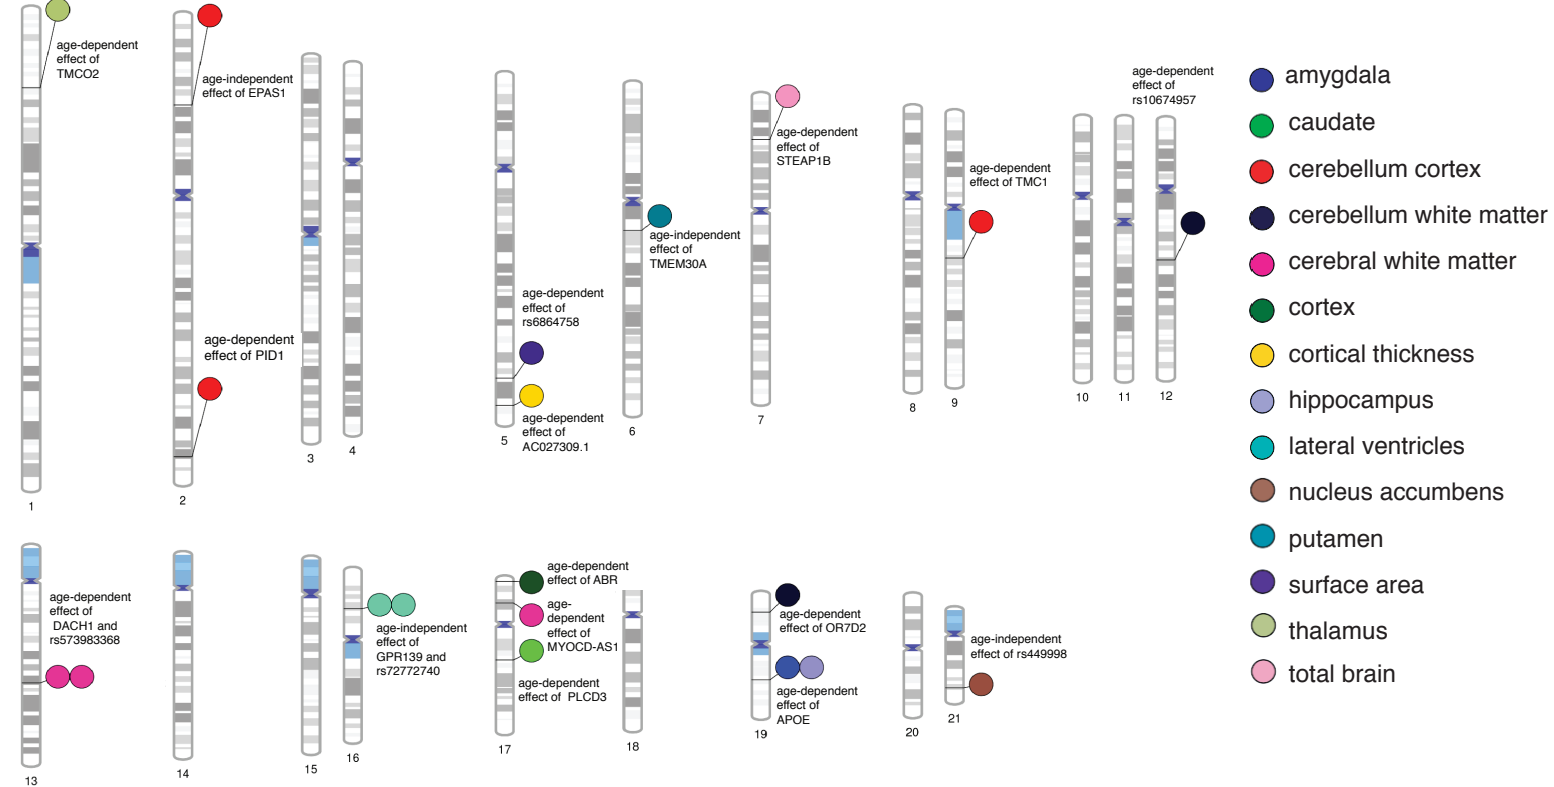 age-dependent
effect of
TMCO2
1
age-independent
effect of EPAS1
age-dependent
effect of PID1
2
3
4
age-dependent
effect of
rs6864758
age-dependent
effect of
AC027309.1
5
age-independent
effect of
TMEM30A
6
age-dependent
effect of
STEAP1B
7
8
age-dependent
effect of TMC1
9
10
11
age-dependent
effect of
rs10674957
12
amygdala
caudate
cerebellum cortex
cerebellum white matter
cerebral white matter
cortex
cortical thickness
hippocampus
lateral ventricles
nucleus accumbens
putamen
surface area
thalamus
total brain
age-dependent
effect of
DACH1 and
rs573983368
13
14
15
age-independent
effect of
GPR139 and
rs72772740
16
age-dependent
effect of ABR
age-
dependent
effect of
MYOCD-AS1
age-dependent
effect of PLCD3
17
18
age-dependent
effect of OR7D2
age-dependent
effect of
APOE
19
20
age-independent
effect of rs449998
21